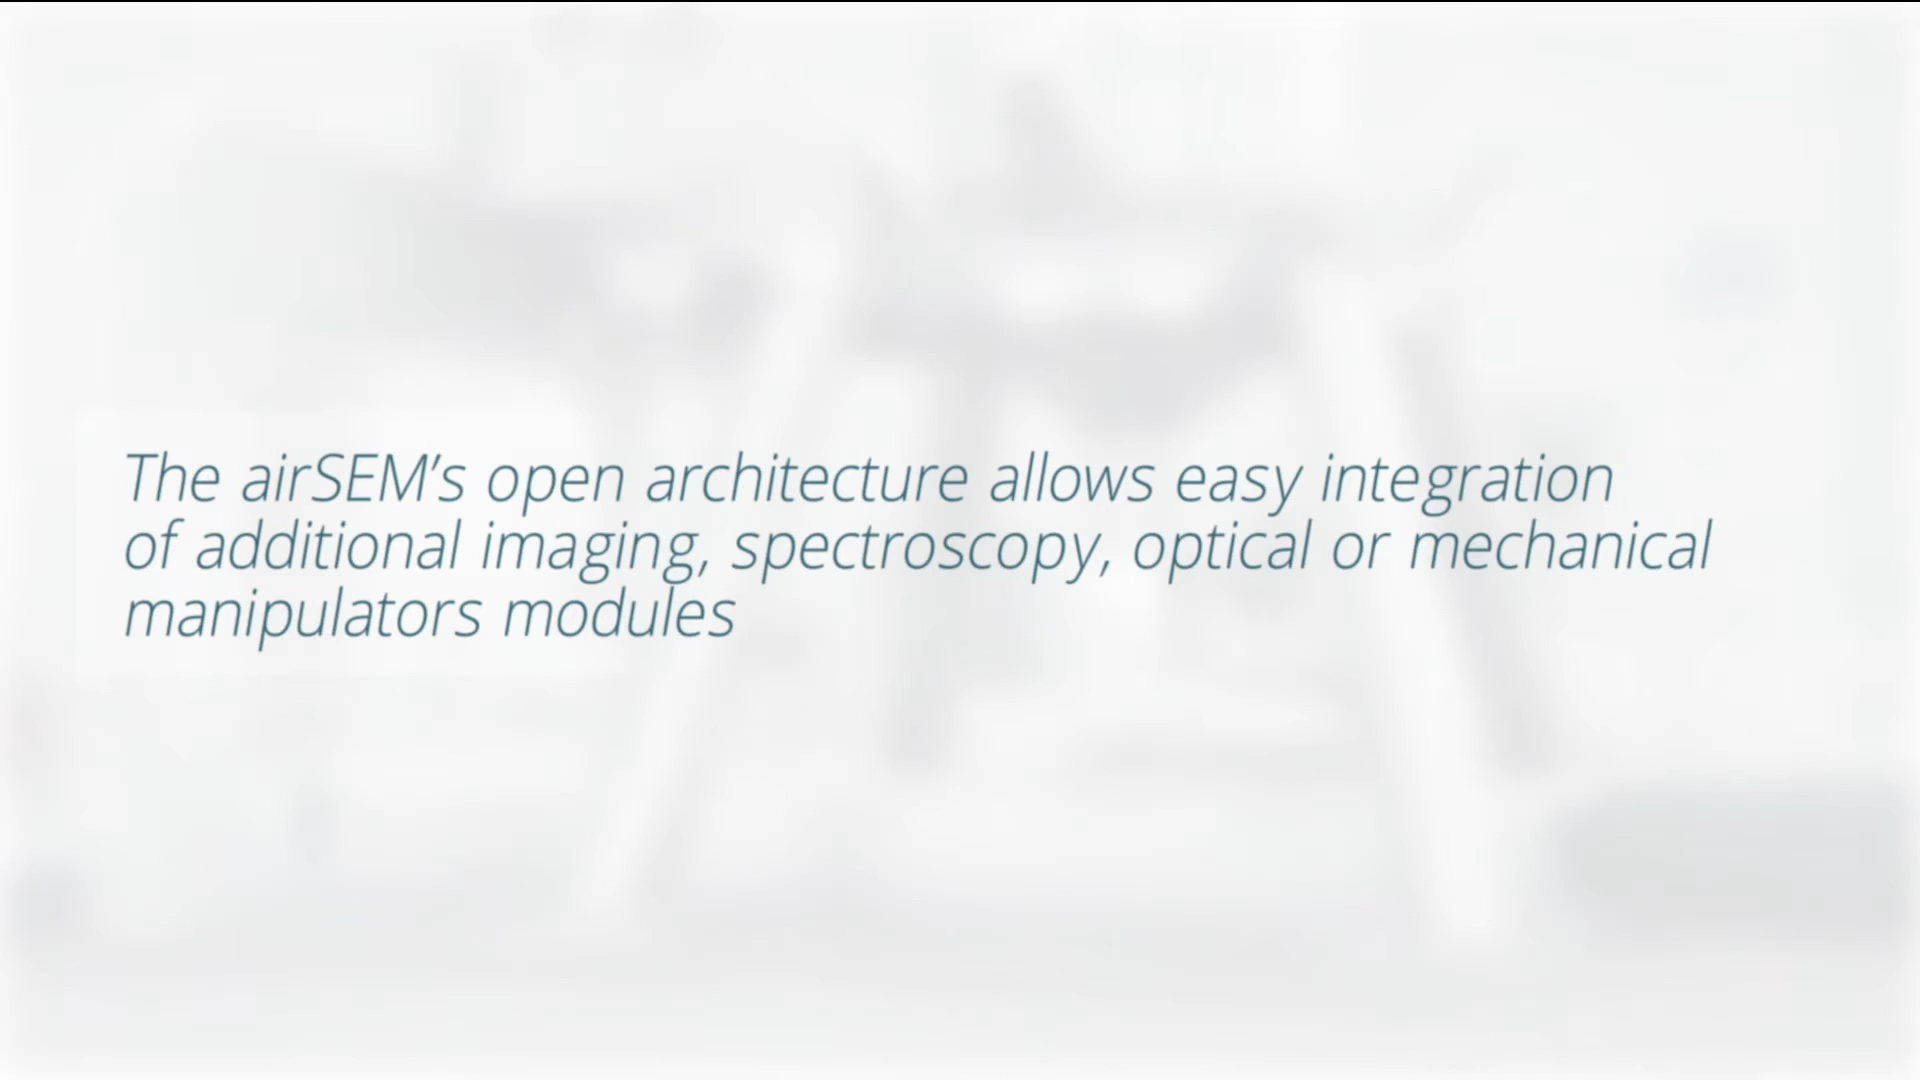 The airSEM’s open architecture allows easy integration
of additional imaging, spectroscopy, optical or mechanical
manipulators modules